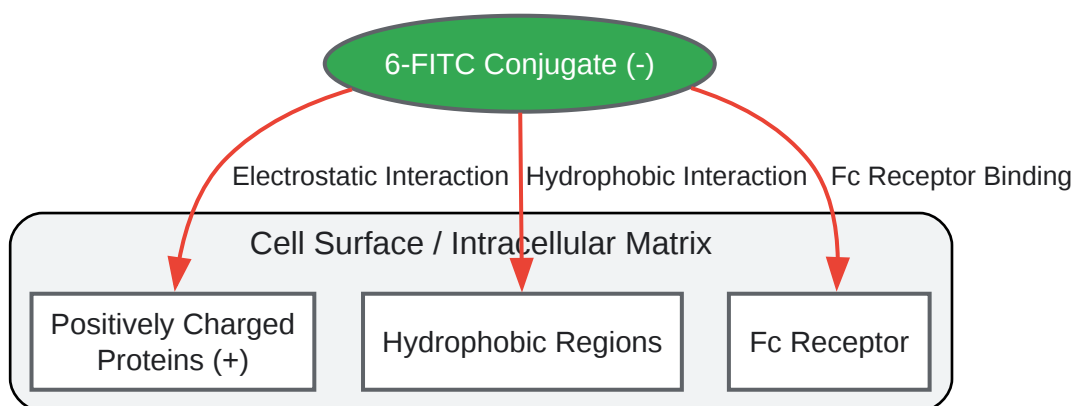 6-FITC Conjugate (-)
Electrostatic Interaction
Hydrophobic Interaction
Fc Receptor Binding
Cell Surface / Intracellular Matrix
Positively Charged
Proteins (+)
Hydrophobic Regions
Fc Receptor